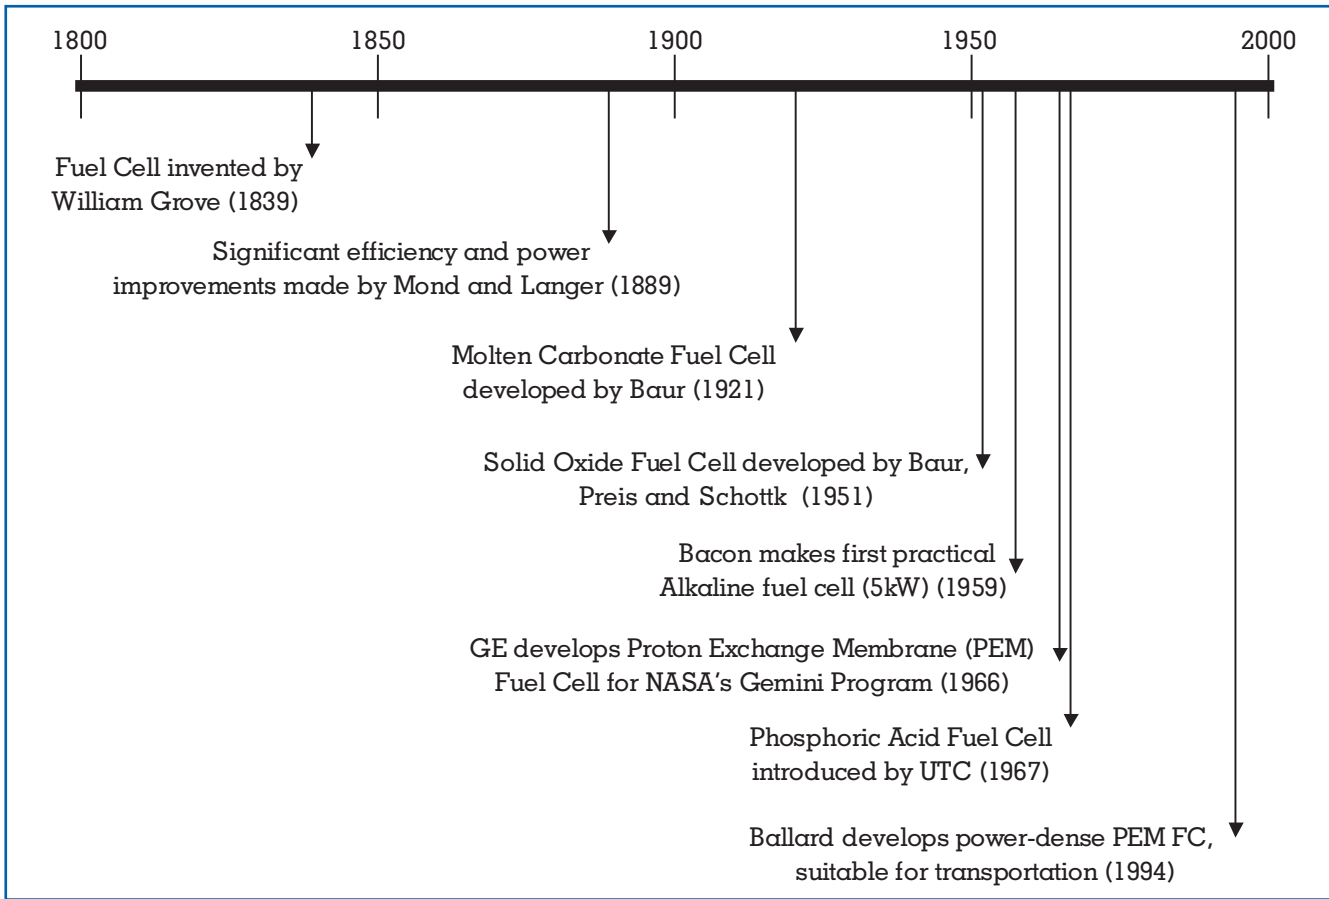 1800 1850 1900 1950 2000
Fuel Cell invented by
William Grove (1839)
Significant efficiency and power
improvements made by Mond and Langer (1889)
Molten Carbonate Fuel Cell
developed by Baur (1921)
Solid Oxide Fuel Cell developed by Baur,
Preis and Schottk (1951)
Bacon makes first practical
Alkaline fuel cell (5kW) (1959)
GE develops Proton Exchange Membrane (PEM)
Fuel Cell for NASA's Gemini Program (1966)
Phosphoric Acid Fuel Cell
introduced by UTC (1967)
Ballard develops power-dense PEM FC,
suitable for transportation (1994)